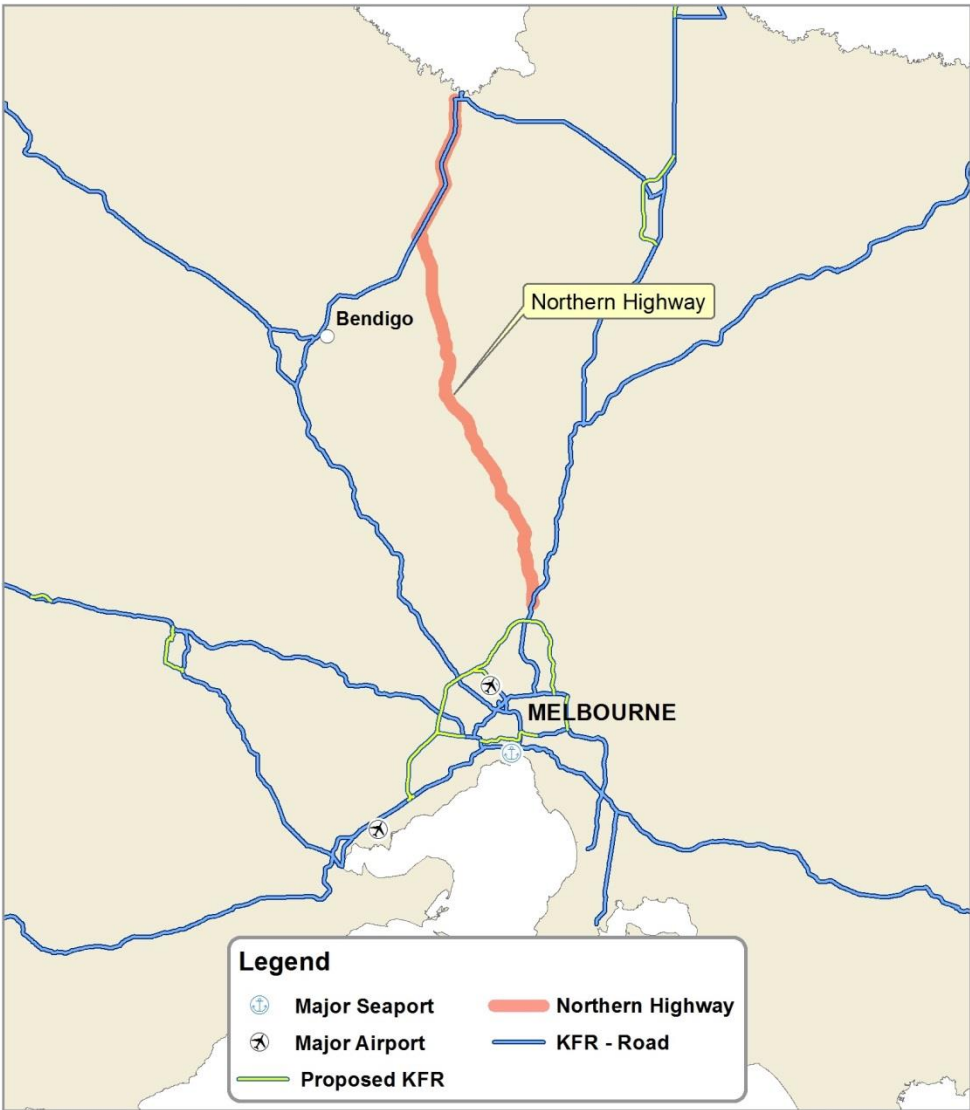 Northern Highway
Bendigo
MELBOURNE
Legend
Major Seaport
Northern Highway
Major Airport
KFR - Road
Proposed KFR